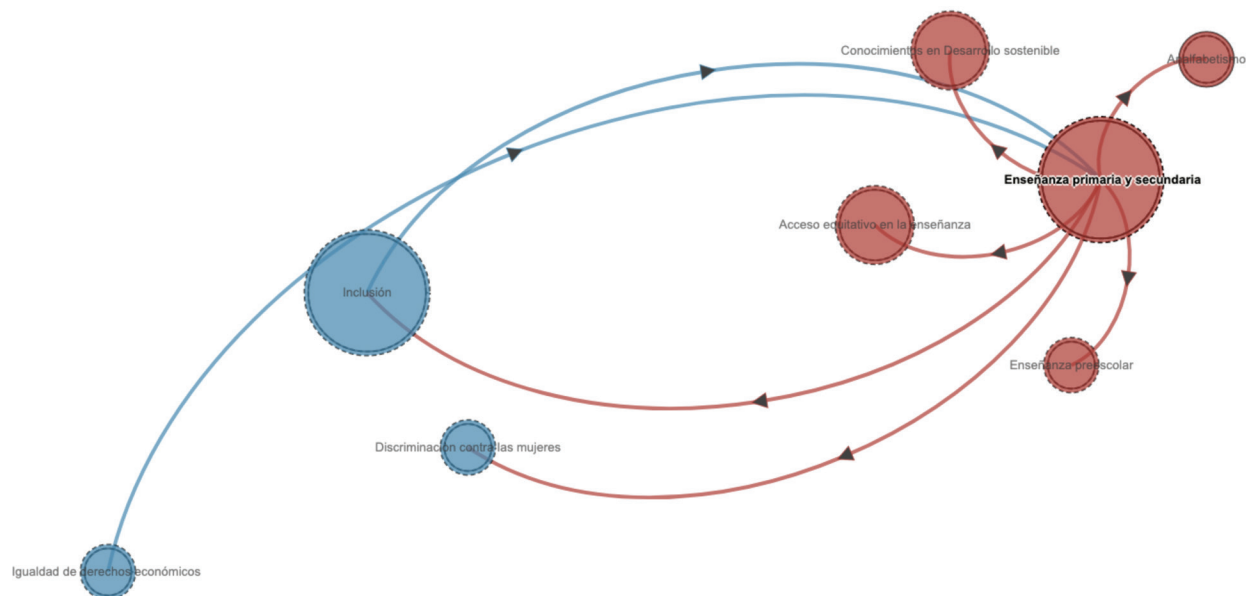 Conocimientos en Desarrollo sostenible
Analfabetismo
Enseñanza primaria y secundaria
Acceso equitativo en la enseñanza
Inclusión
Enseñanza preescolar
Discriminación contra las mujeres
Igualdad de derechos económicos